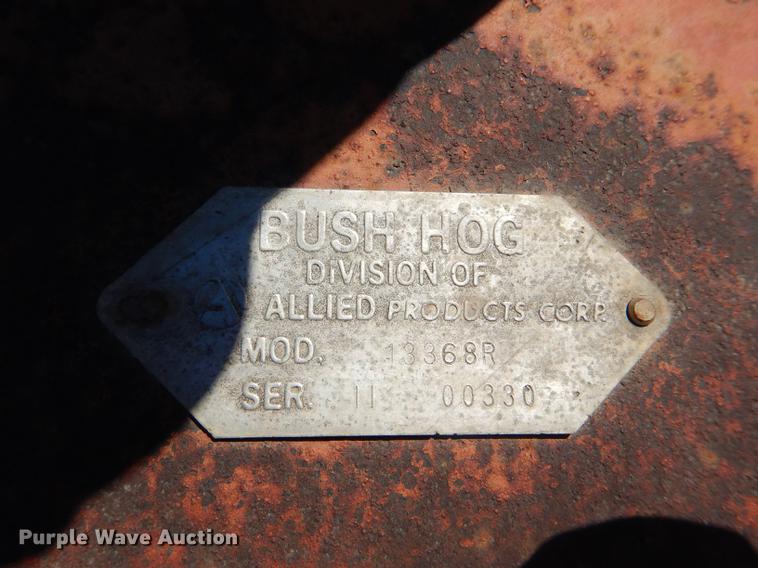 BUSH HOG
DIVISION OF
ALLIED PRODUCTS CORP.
MOD. 13368R
SER. 11 00330
Purple Wave Auction